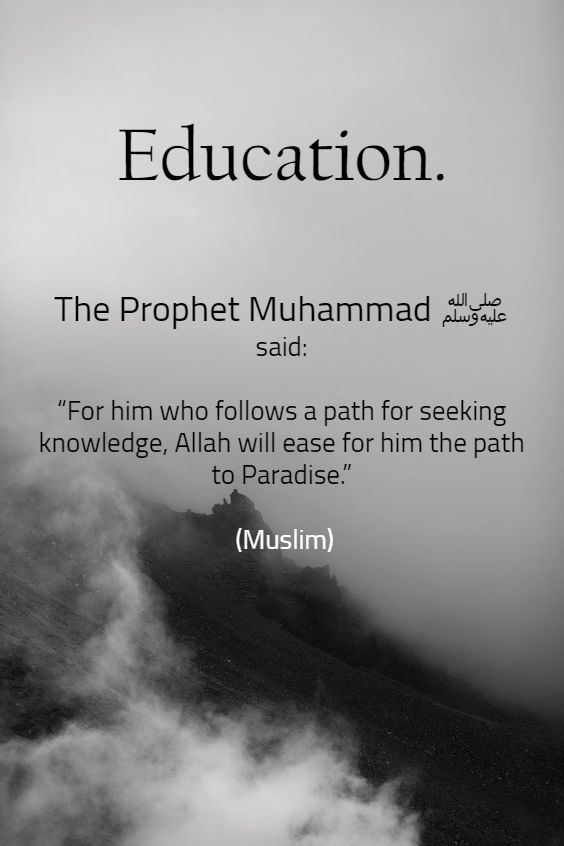 Education.
The Prophet Muhammad ﷺ
said:
“For him who follows a path for seeking
knowledge, Allah will ease for him the path
to Paradise.”
(Muslim)